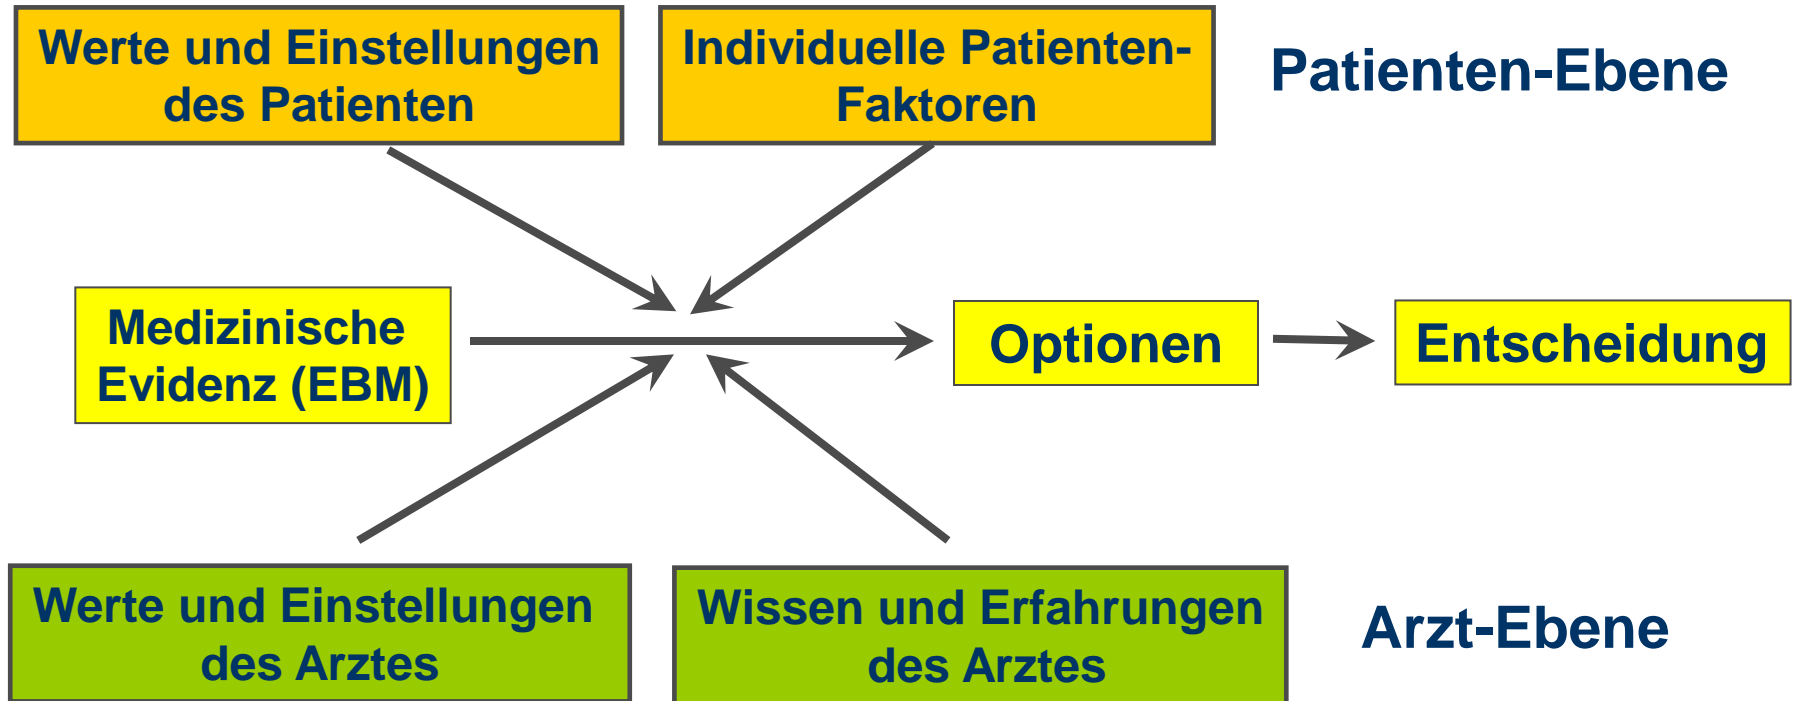 Werte und Einstellungen
des Patienten
Individuelle Patienten-
Faktoren
Patienten-Ebene
Medizinische
Evidenz (EBM)
Optionen
Entscheidung
Werte und Einstellungen
des Arztes
Wissen und Erfahrungen
des Arztes
Arzt-Ebene